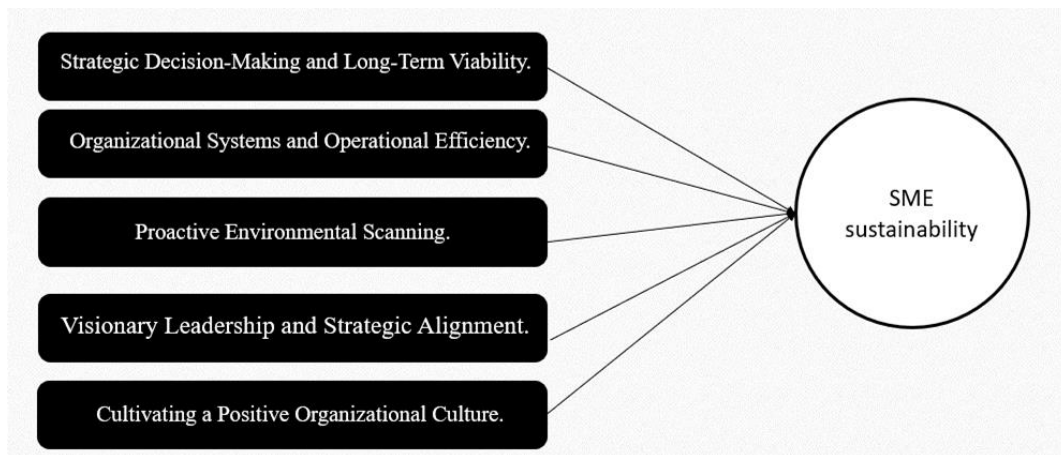 Strategic Decision-Making and Long-Term Viability.
Organizational Systems and Operational Efficiency.
Proactive Environmental Scanning.
Visionary Leadership and Strategic Alignment.
Cultivating a Positive Organizational Culture.
SME
sustainability